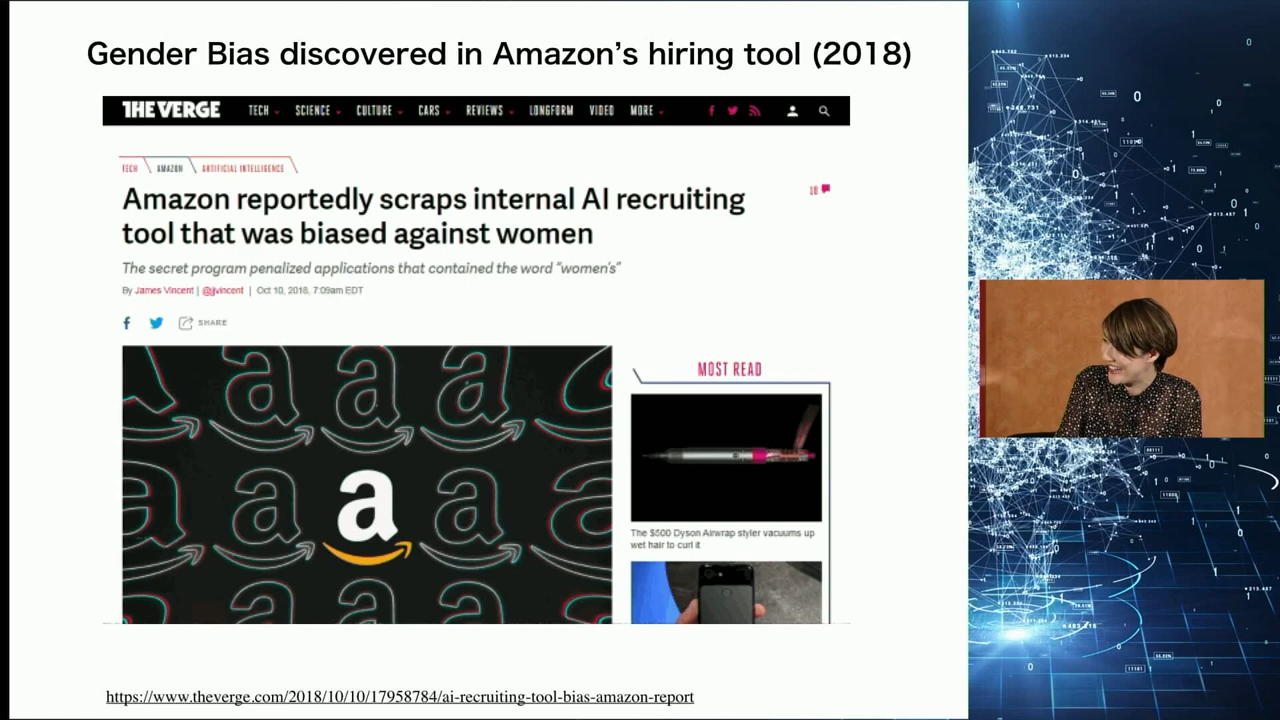 Gender Bias discovered in Amazon's hiring tool (2018)
THE VERGE TECH SCIENCE CULTURE CARS REVIEWS LONGFORM VIDEO MORE
TECH AMAZON ARTIFICIAL INTELLIGENCE
Amazon reportedly scraps internal AI recruiting
tool that was biased against women
18
The secret program penalized applications that contained the word “women's”
By James Vincent | @jjvincent | Oct 10, 2018, 7:09am EDT
SHARE
MOST READ
The $500 Dyson Airwrap styler vacuums up
wet hair to curl it
https://www.theverge.com/2018/10/10/17958784/ai-recruiting-tool-bias-amazon-report